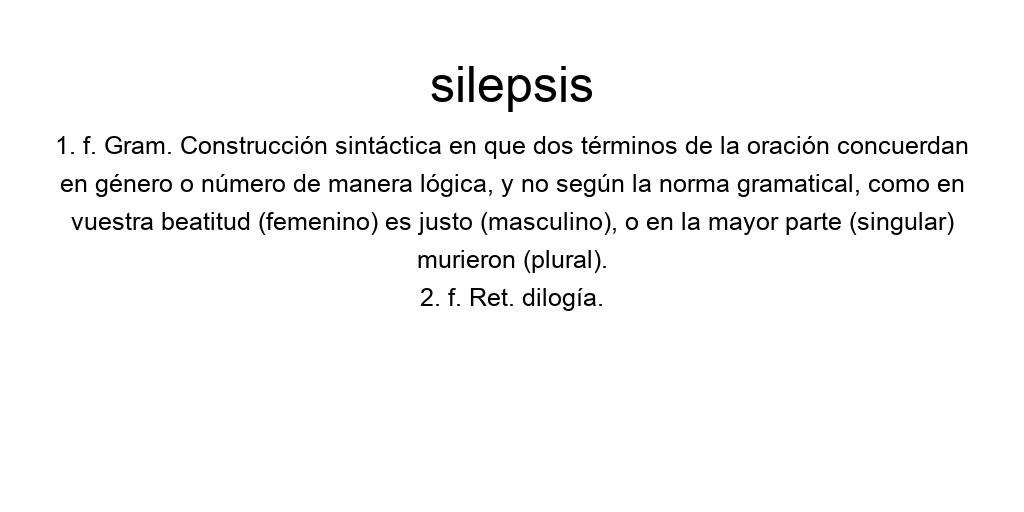 silepsis
1. f. Gram. Construcción sintáctica en que dos términos de la oración concuerdan
en género o número de manera lógica, y no según la norma gramatical, como en
vuestra beatitud (femenino) es justo (masculino), o en la mayor parte (singular)
murieron (plural).
2. f. Ret. dilogía.